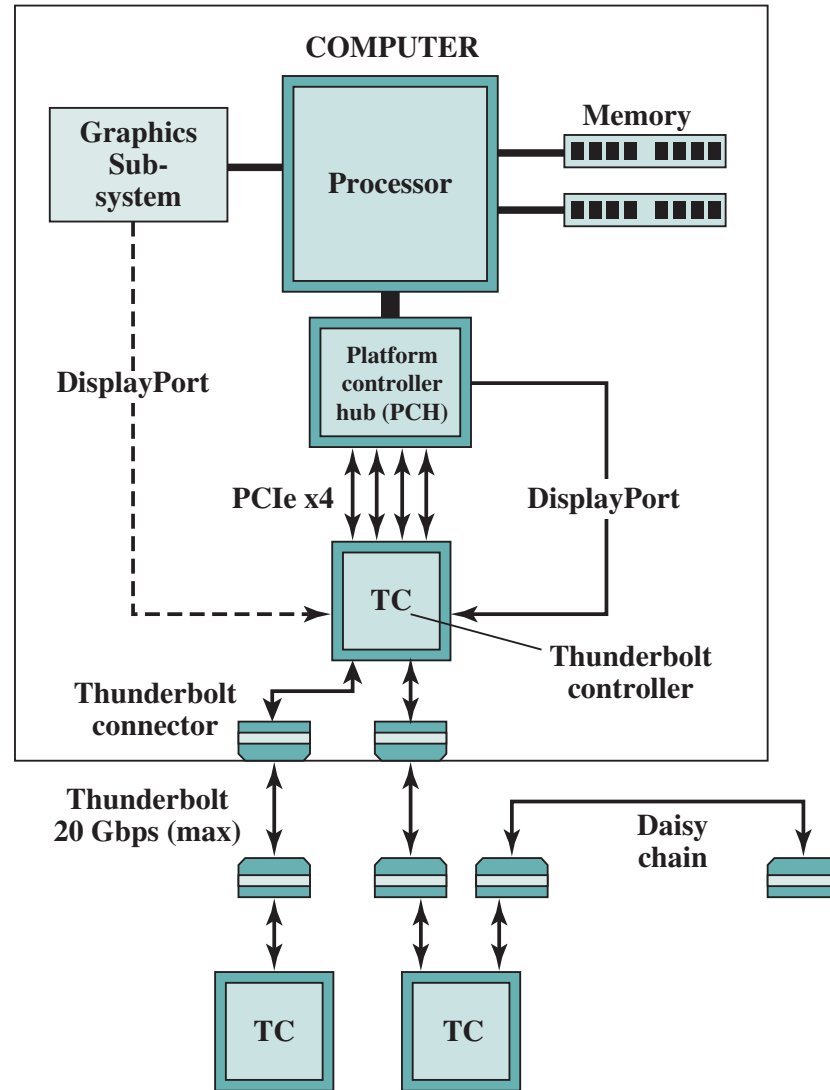 COMPUTER
Graphics
Sub-
system
Processor
Memory
Platform
controller
hub (PCH)
DisplayPort
PCIe x4
DisplayPort
TC
Thunderbolt
controller
Thunderbolt
connector
Thunderbolt
20 Gbps (max)
Daisy
chain
TC
TC